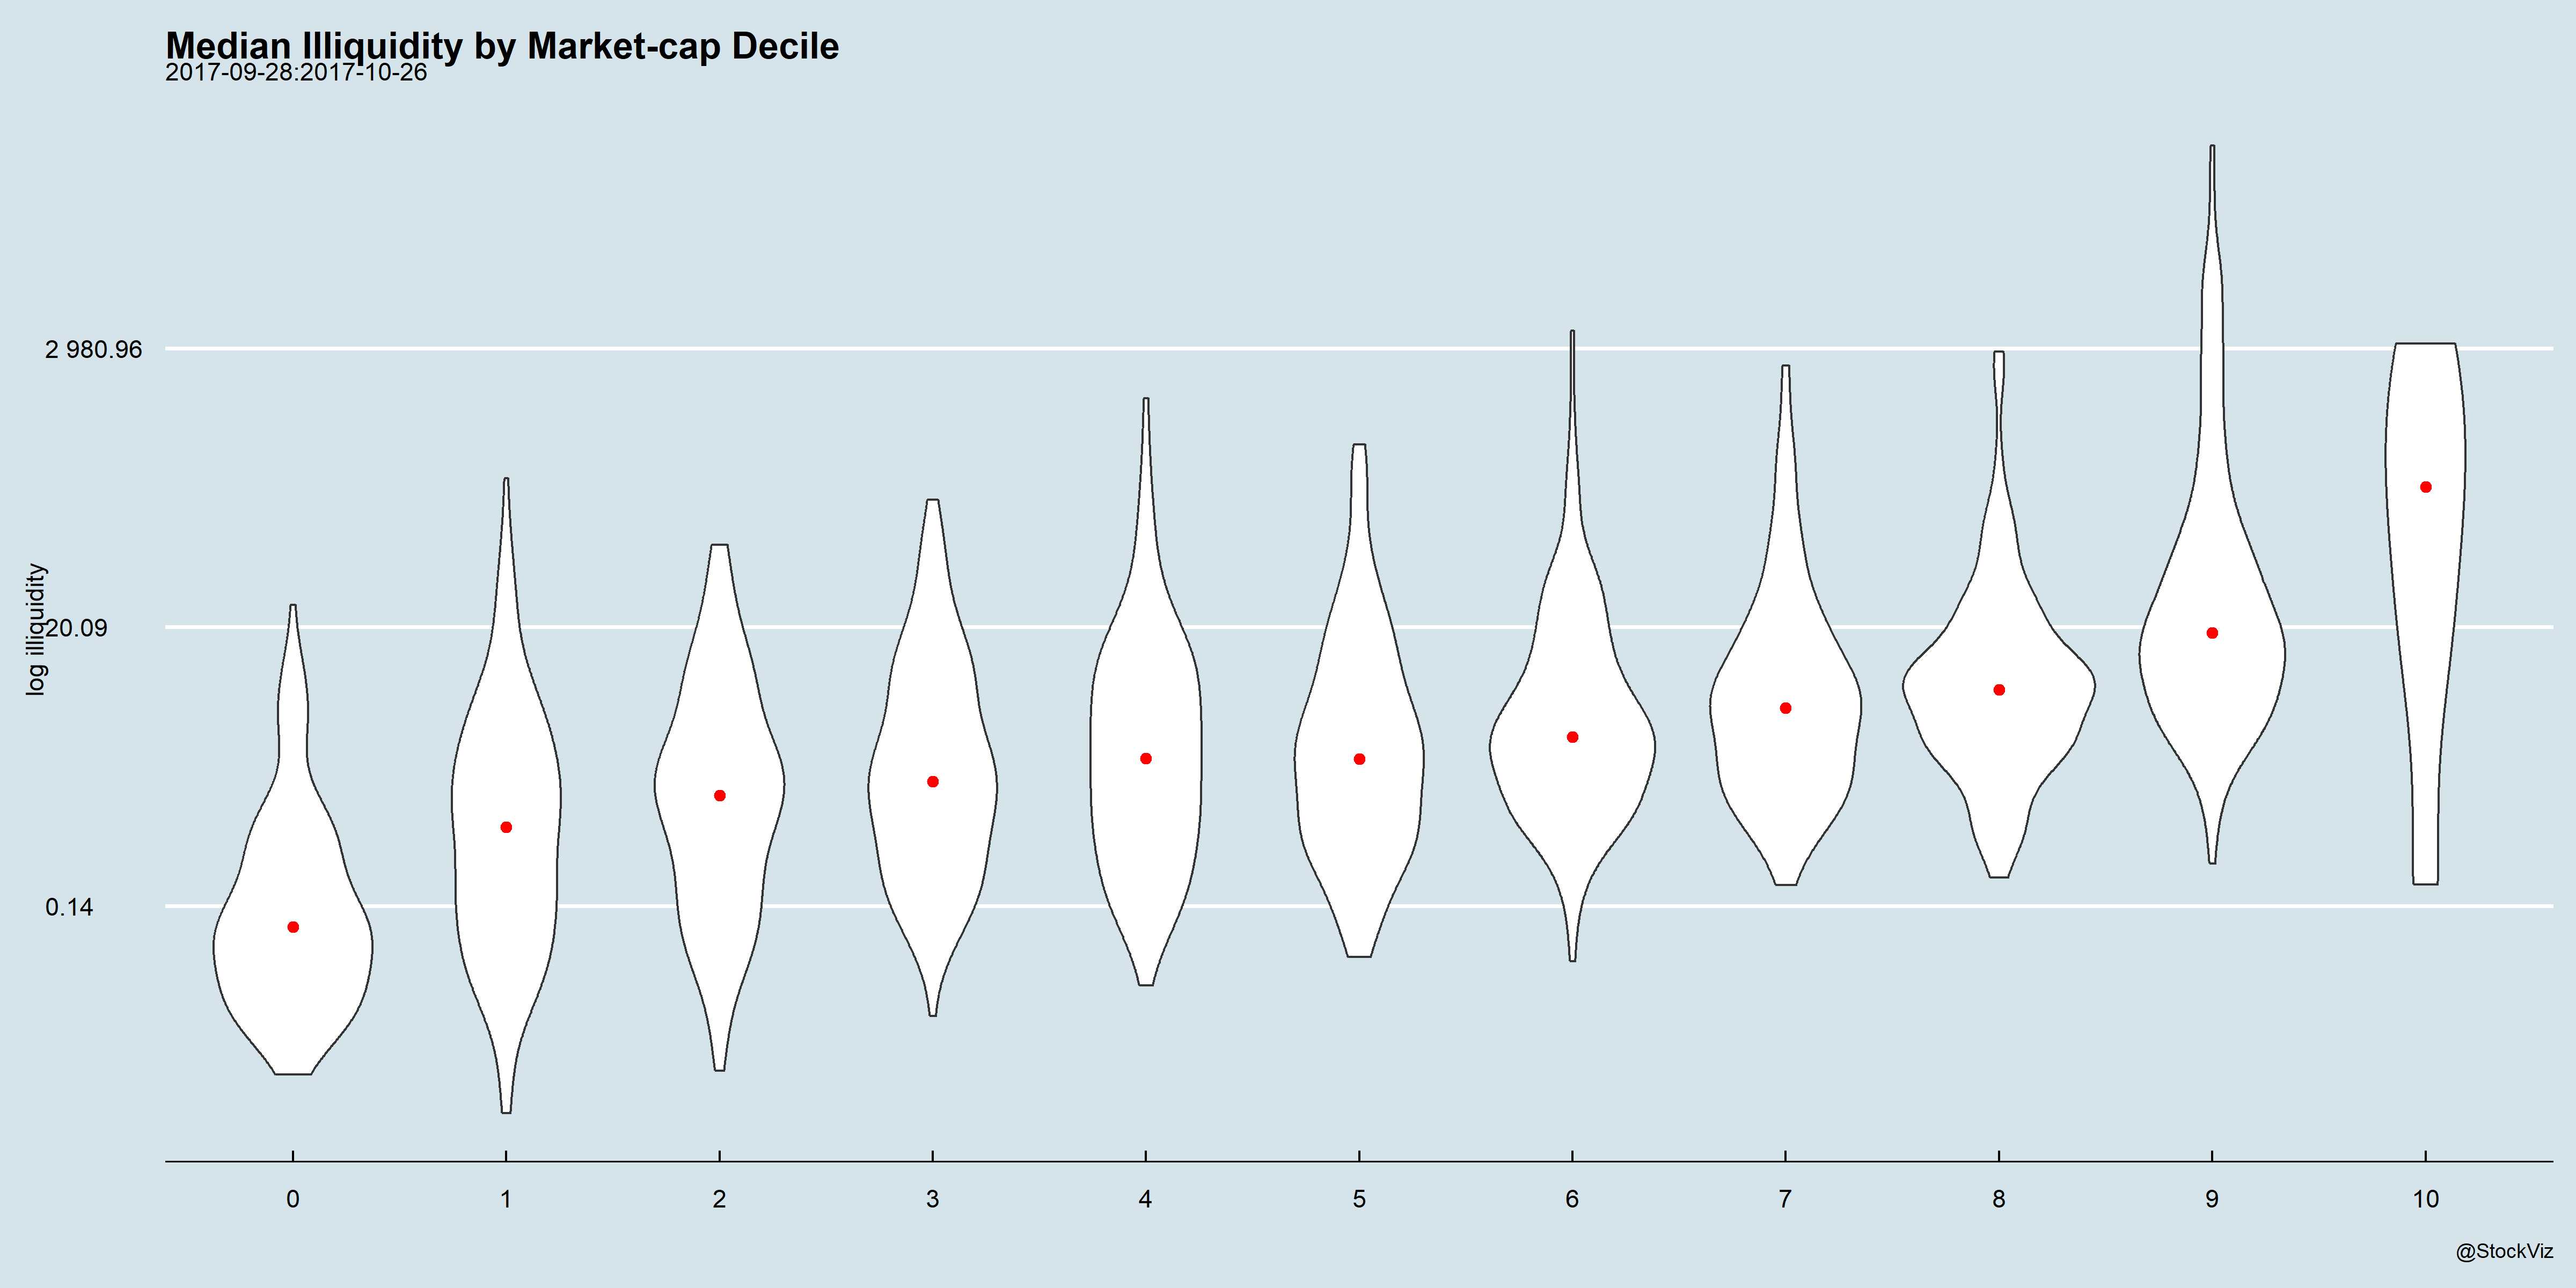 Median Illiquidity by Market-cap Decile
2017-09-28:2017-10-26
log illiquidity
2 980.96
20.09
0.14
0 1 2 3 4 5 6 7 8 9 10
@StockViz